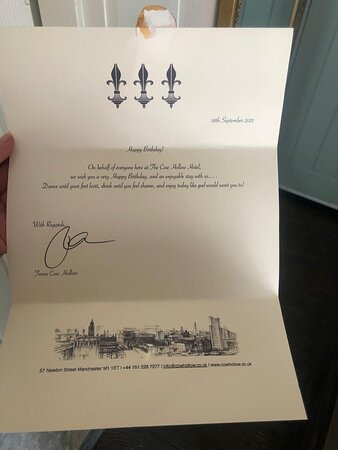 18th September 2021
Happy Birthday!
On behalf of everyone here at The Cow Hollow Hotel,
we wish you a very Happy Birthday, and an enjoyable stay with us....
Dance until your feet hurt, drink until you feel shame, and enjoy today like god would want you to!
With Regards,
Team Cow Hollow
57 Newton Street Manchester M1 1ET I +44 161 228 7277 I info@cowhollow.co.uk I www.cowhollow.co.uk